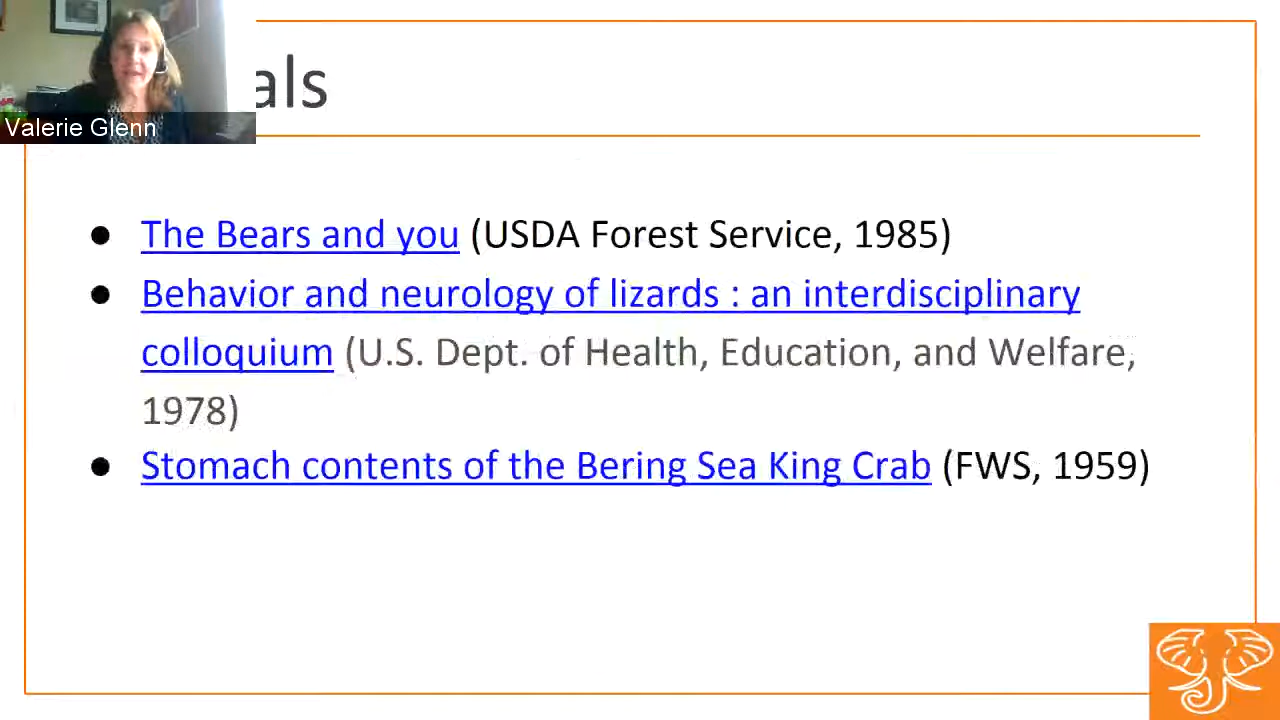 als
Valerie Glenn
● The Bears and you (USDA Forest Service, 1985)
● Behavior and neurology of lizards : an interdisciplinary
colloquium (U.S. Dept. of Health, Education, and Welfare,
1978)
● Stomach contents of the Bering Sea King Crab (FWS, 1959)